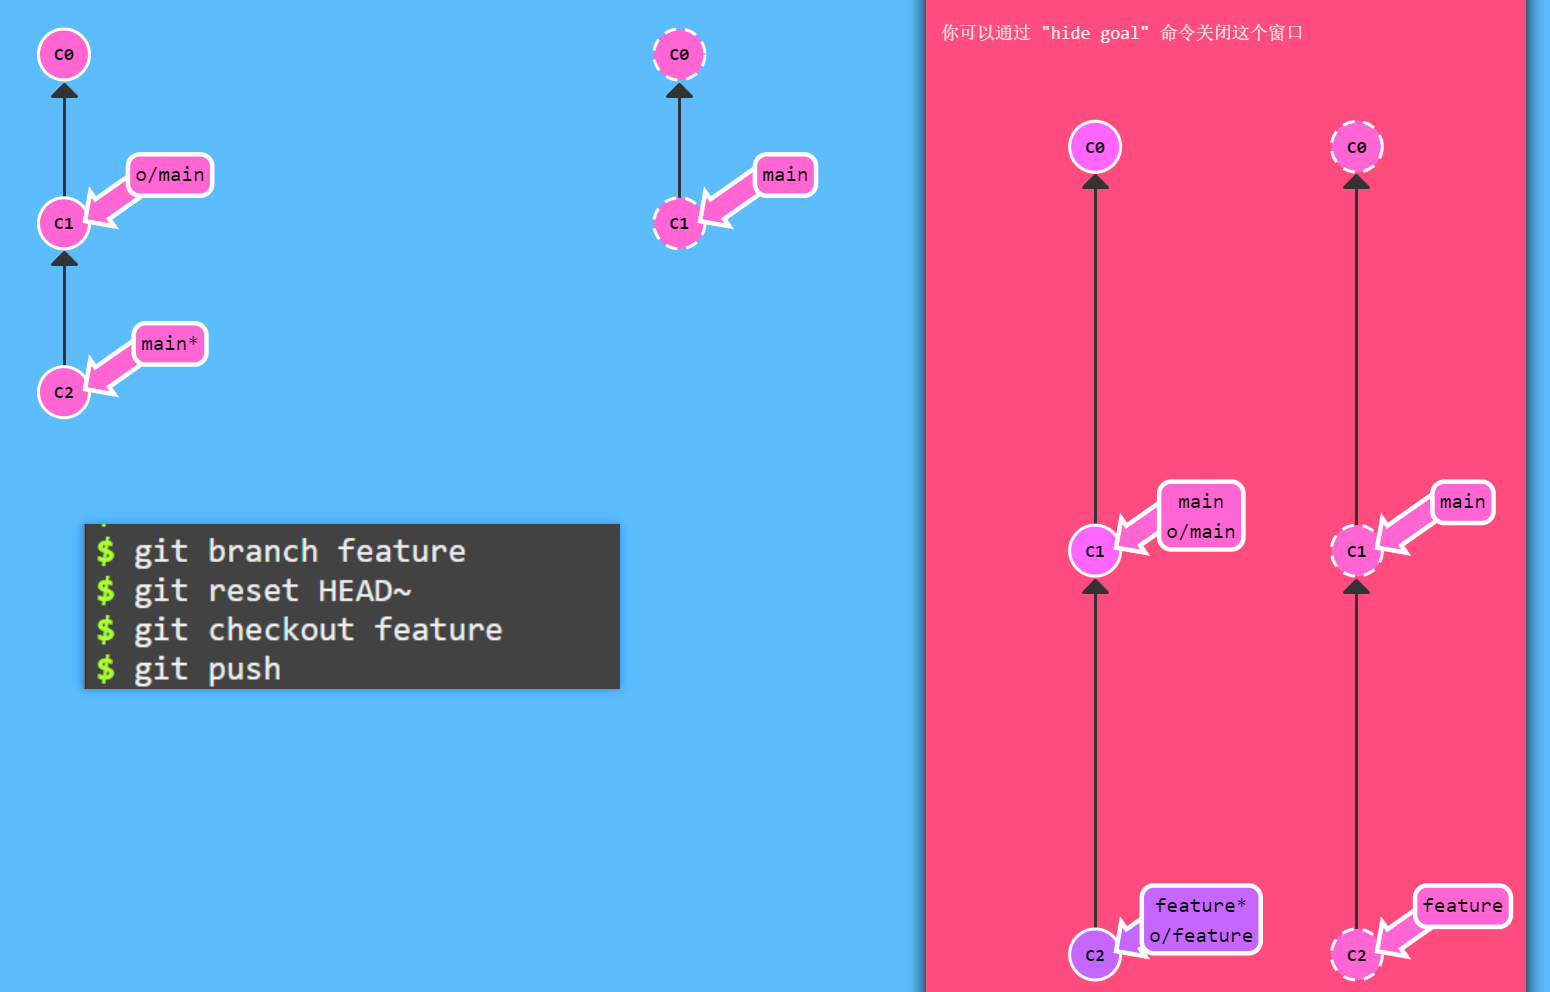 C0
o/main
C1
main*
C2
C0
main
C1
$ git branch feature
$ git reset HEAD~
$ git checkout feature
$ git push
你可以通过 "hide goal" 命令关闭这个窗口
C0
main
o/main
C1
feature*
o/feature
C2
C0
main
C1
feature
C2